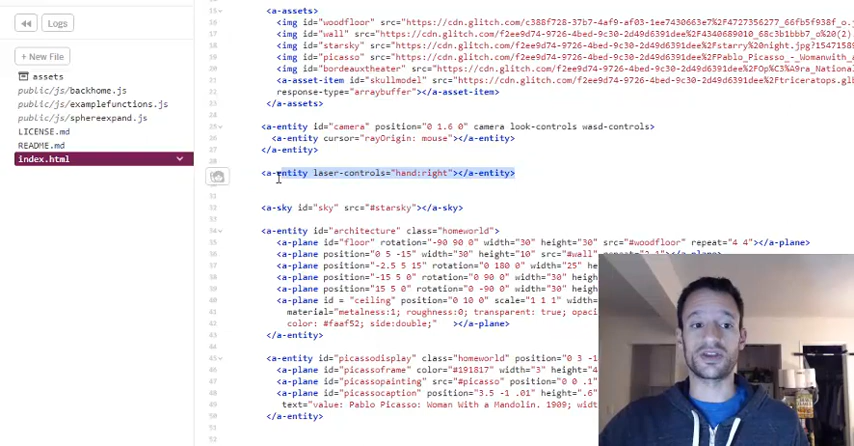 Logs
+ New File
assets
public/js/backhome.js
public/js/examplefunctions.js
public/js/sphereexpand.js
LICENSE.md
README.md
index.html
<a-assets>
<img id="woodfloor" src="https://cdn.glitch.com/c388f728-37b7-4af9-af03-1ee7430663e7%2F4727356277_66fb5f938f_o.j
<img id="wall" src="https://cdn.glitch.com/f2ee9d74-9726-4bed-9c30-2d49d6391dee%2F4340689010_68c3b1bbb7_o%20(2)
<img id="starsky" src="https://cdn.glitch.com/f2ee9d74-9726-4bed-9c30-2d49d6391dee%2Fstarry%20night.jpg?15471589
<img id="picasso" src="https://cdn.glitch.com/f2ee9d74-9726-4bed-9c30-2d49d6391dee%2FPablo_Picasso_-_Womanwith_a
<img id="bordeauxtheater" src="https://cdn.glitch.com/f2ee9d74-9726-4bed-9c30-2d49d6391dee%2FOp%C3%A9ra_National
<a-asset-item id="skullmodel" src="https://cdn.glitch.com/f2ee9d74-9726-4bed-9c30-2d49d6391dee%2Ftriceratops.glb
response-type="arraybuffer"></a-asset-item>
</a-assets>
<a-entity id="camera" position="0 1.6 0" camera look-controls wasd-controls>
<a-entity cursor="rayOrigin: mouse"></a-entity>
</a-entity>
<a-entity laser-controls="hand:right"></a-entity>
<a-sky id="sky" src="#starsky"></a-sky>
<a-entity id="architecture" class="homeworld">
<a-plane id="floor" rotation="-90 90 0" width="30" height="30" src="#woodfloor" repeat="4 4"></a-plane>
<a-plane position="0 5 -15" width="30" height="10" src="#wall" repeat="2 1"></a-plane>
<a-plane position="-2.5 5 15" rotation="0 180 0" width="25" h
<a-plane position="-15 5 0" rotation="0 90 0" width="30" heig
<a-plane position="15 5 0" rotation="0 -90 0" width="30" heig
<a-plane id = "ceiling" position="0 10 0" scale="1 1 1" width=
material="metalness:1; roughness:0; transparent: true; opaci
color: #faaf52; side:double;" ></a-plane>
</a-entity>
<a-entity id="picassodisplay" class="homeworld" position="0 3 -1
<a-plane id="picassoframe" color="#191817" width="3" height="4
<a-plane id="picassopainting" src="#picasso" position="0 0 .1"
<a-plane id="picassocaption" position="3.5 -1 .01" height=".6"
text="value: Pablo Picasso: Woman With a Mandolin. 1909; widt
</a-entity>